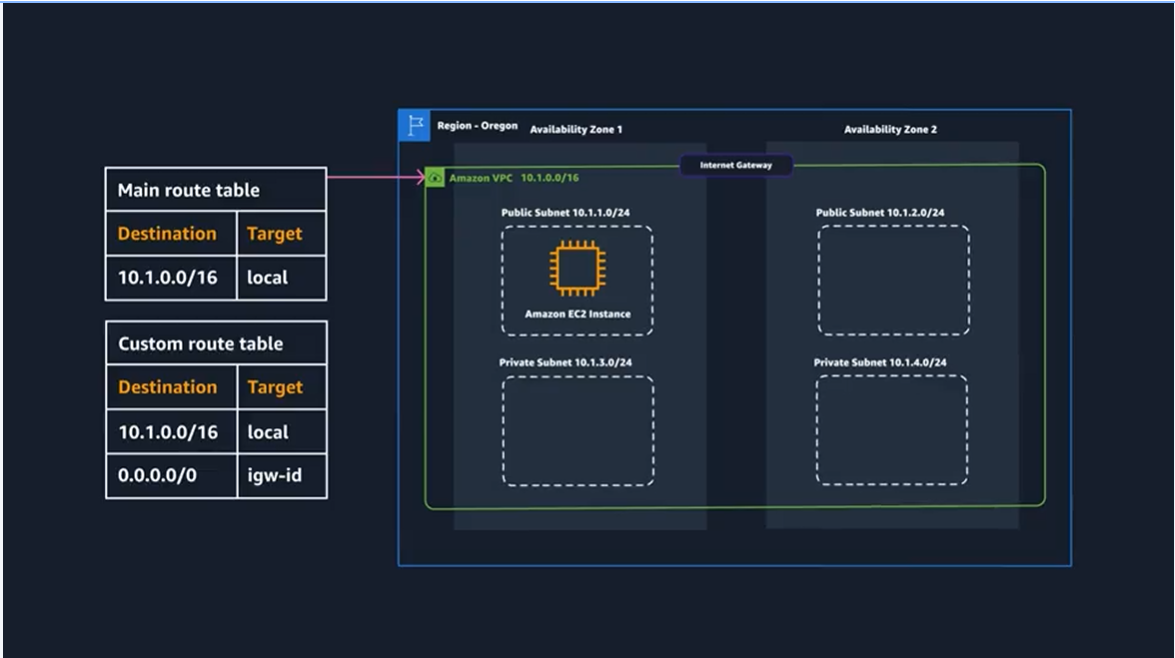 Region - Oregon
Availability Zone 1
Availability Zone 2
Internet Gateway
Main route table
Destination Target
10.1.0.0/16 local
Custom route table
Destination Target
10.1.0.0/16 local
0.0.0.0/0 igw-id
Amazon VPC 10.1.0.0/16
Public Subnet 10.1.1.0/24
Amazon EC2 Instance
Public Subnet 10.1.2.0/24
Private Subnet 10.1.3.0/24
Private Subnet 10.1.4.0/24